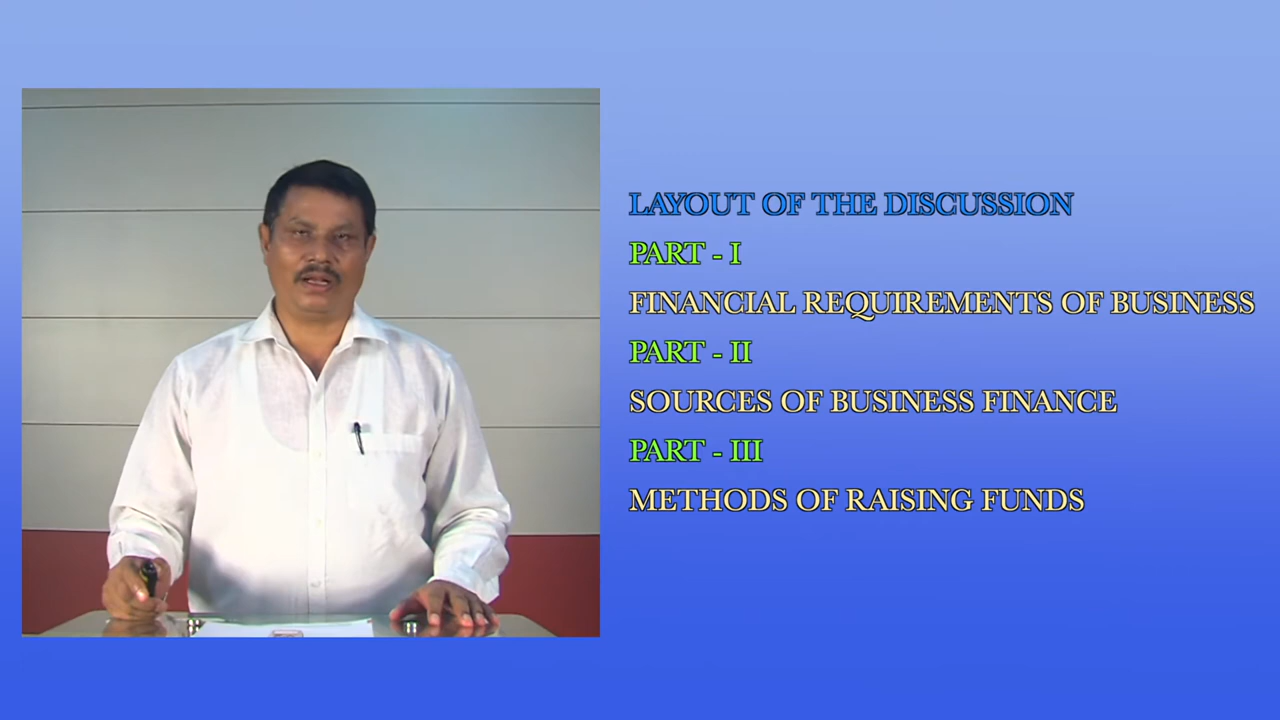 LAYOUT OF THE DISCUSSION
PART - I
FINANCIAL REQUIREMENTS OF BUSINESS
PART - II
SOURCES OF BUSINESS FINANCE
PART - III
METHODS OF RAISING FUNDS